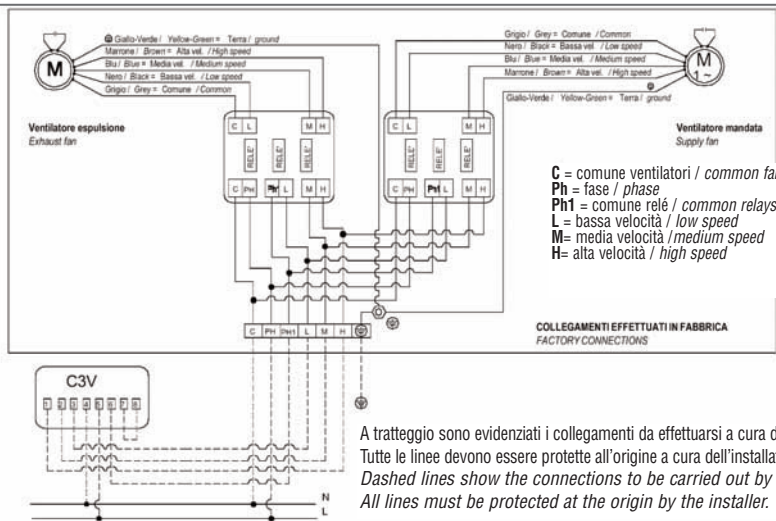 Giallo-Verde / Yellow-Green = Terra / ground
Marrone / Brown = Alta vel. / High speed
Blu / Blue = Media vel. / Medium speed
Nero / Black = Bassa vel. / Low speed
Grigio / Grey = Comune / Common
M
Ventilatore espulsione
Exhaust fan
C L M H
RELE' RELE' RELE'
C PH Ph1 L M H
Grigio / Grey = Comune / Common
Nero / Black = Bassa vel. / Low speed
Blu / Blue = Media vel. / Medium speed
Marrone / Brown = Alta vel. / High speed
Giallo-Verde / Yellow-Green = Terra / ground
M
1 ~
Ventilatore mandata
Supply fan
C L M H
RELE' RELE' RELE'
C PH Ph1 L M H
C = comune ventilatori / common fa
Ph = fase / phase
Ph1 = comune relé / common relays
L = bassa velocità / low speed
M= media velocità /medium speed
H= alta velocità / high speed
C PH PH1 L M H
COLLEGAMENTI EFFETTUATI IN FABBRICA
FACTORY CONNECTIONS
C3V
1 2 3 4 5 6 7 8
A tratteggio sono evidenziati i collegamenti da effettuarsi a cura d
Tutte le linee devono essere protette all'origine a cura dell'installat
Dashed lines show the connections to be carried out by
All lines must be protected at the origin by the installer.
N
L